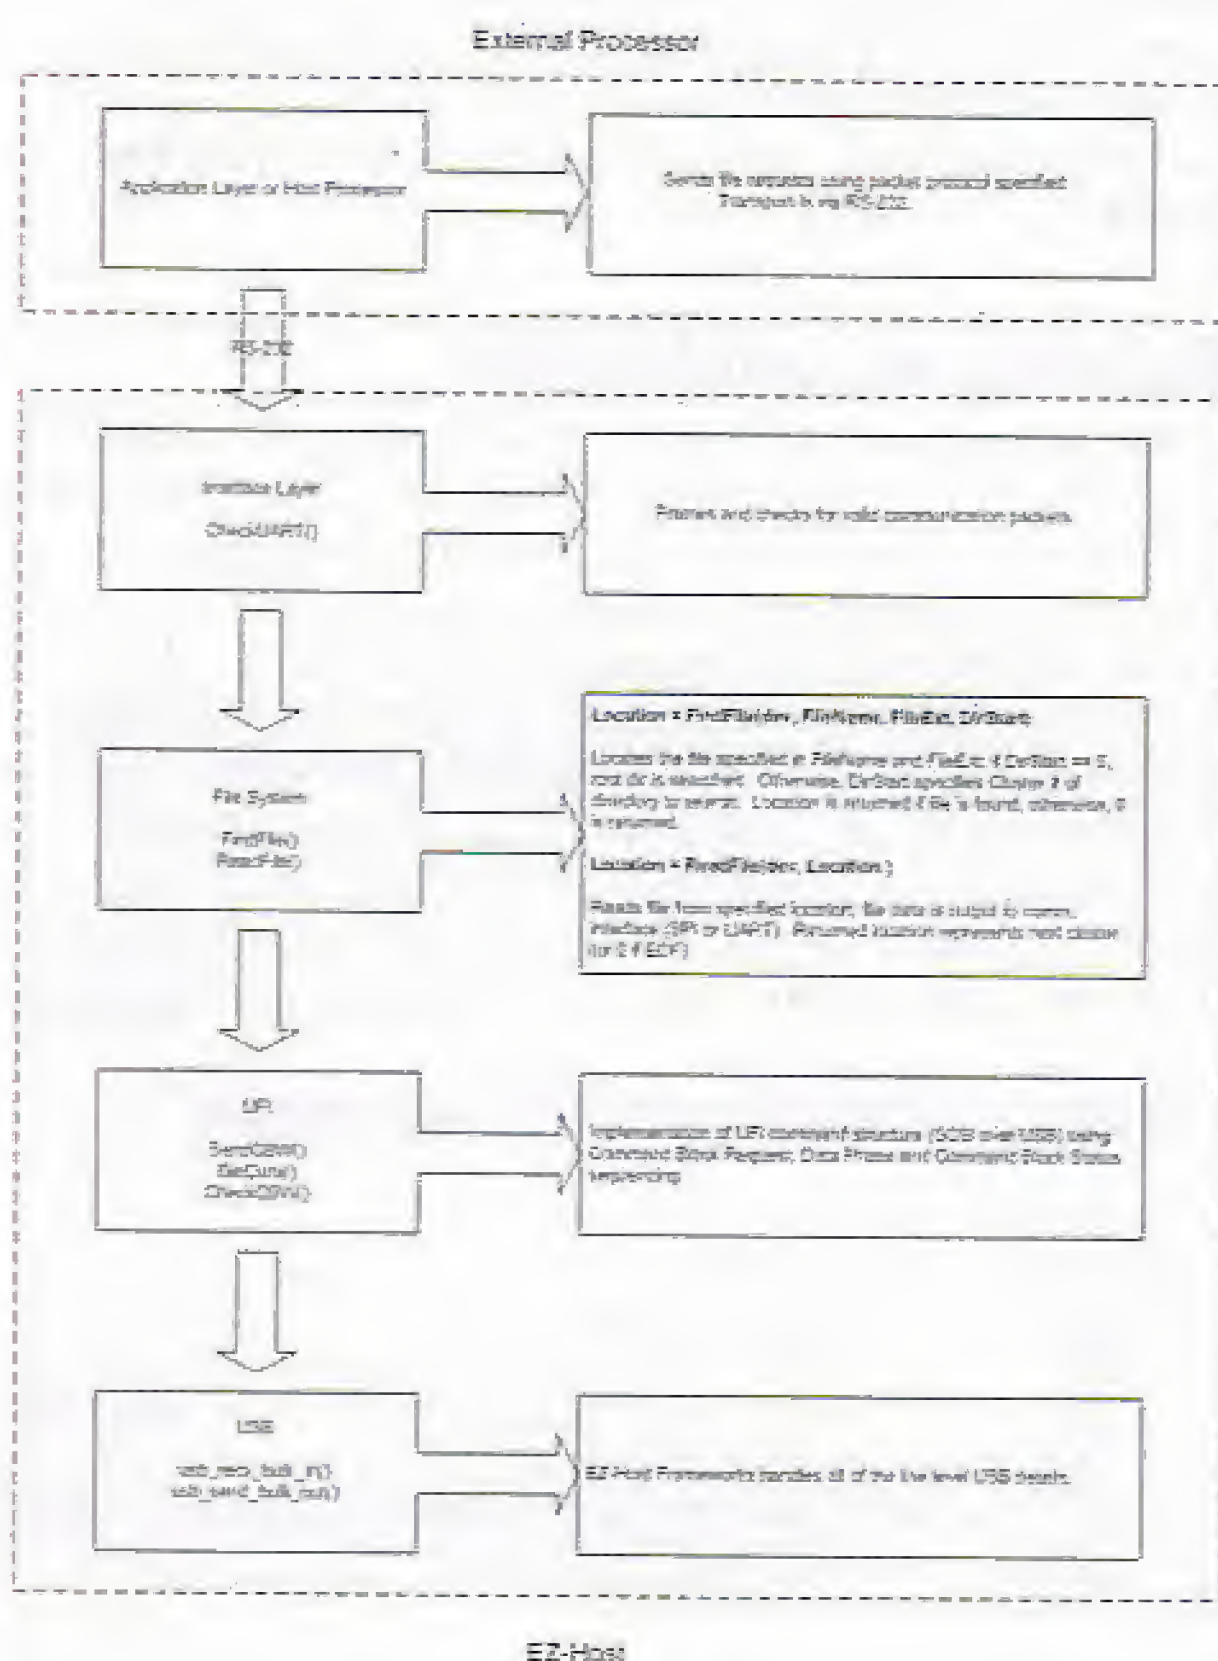 External Processor
Application Layer or Host Processor
Sends file requests using packet protocol specified
Transport is via RS-232.
RS-232
Interface Layer
CheckUART()
Frames and checks for valid communication packets.
File System
FindFile()
ReadFile()
Location = FindFile(dev, FileName, FileExt, DirStart)
Locates the file specified in FileName and FileExt. If DirStart == 0,
root dir is searched. Otherwise, DirStart specifies Cluster # of
directory to search. Location is returned if file is found, otherwise, 0
is returned.
Location = ReadFile(dev, Location )
Reads file from specified location, file data is output to comm.
interface (SPI or UART). Returned location represents next cluster
(or 0 if EOF)
UFI
SendCBW()
GetData()
CheckCSW()
Implementation of UFI command structure over USB) using
Command Block Request, Data Phase and Command Block Status
sequencing.
USB
usb_recv_bulk_in()
usb_send_bulk_out()
EZ-Host Frameworks handles all of the low level USB details.
EZ-Host